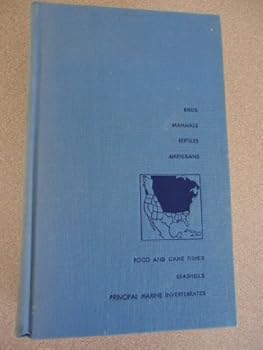 BIRDS
MAMMALS
REPTILES
AMPHIBIANS
FOOD AND GAME FISHES
SEASHELLS
PRINCIPAL MARINE INVERTEBRATES